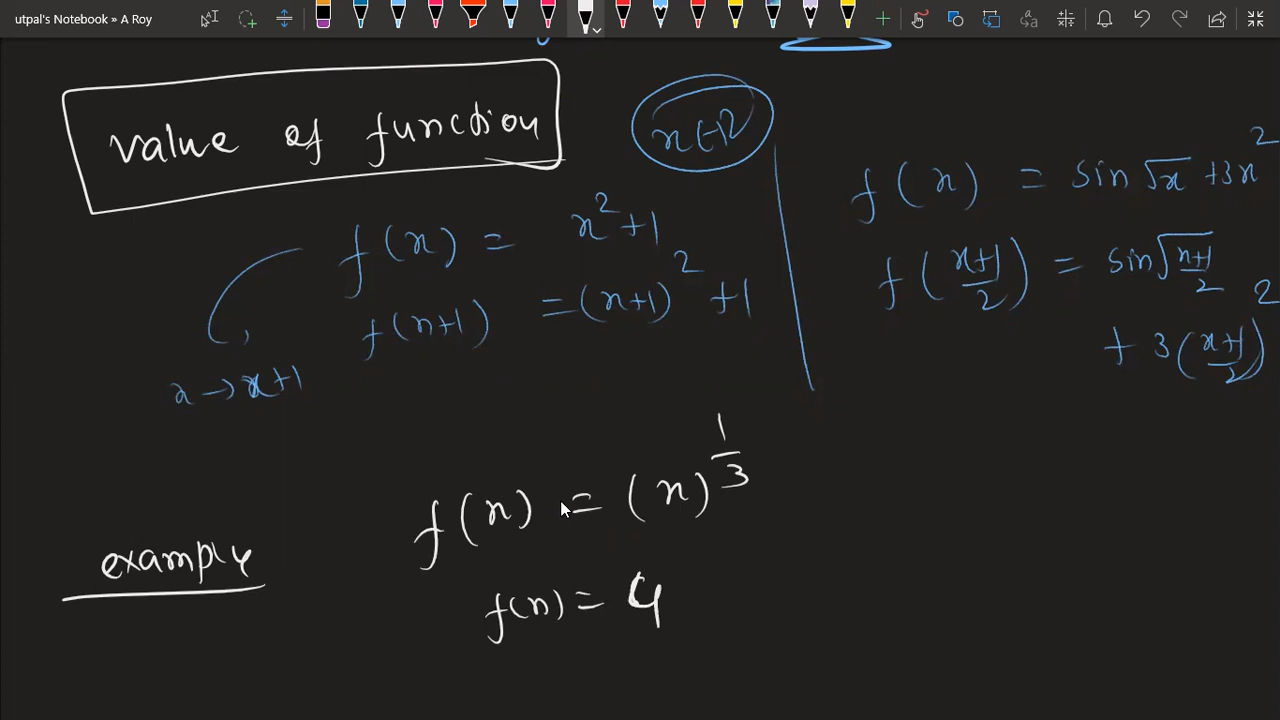 utpal's Notebook » A Roy
value of function
x∈R
f(x) = x²+1
f(x+1) = (x+1)² +1
x → x+1
f(x) = sin √x +3x²
f(x+1/2) = sin √x+1/2
+ 3(x+1/2)²
f(x) = (x)^1/3
example
f(x) = 4